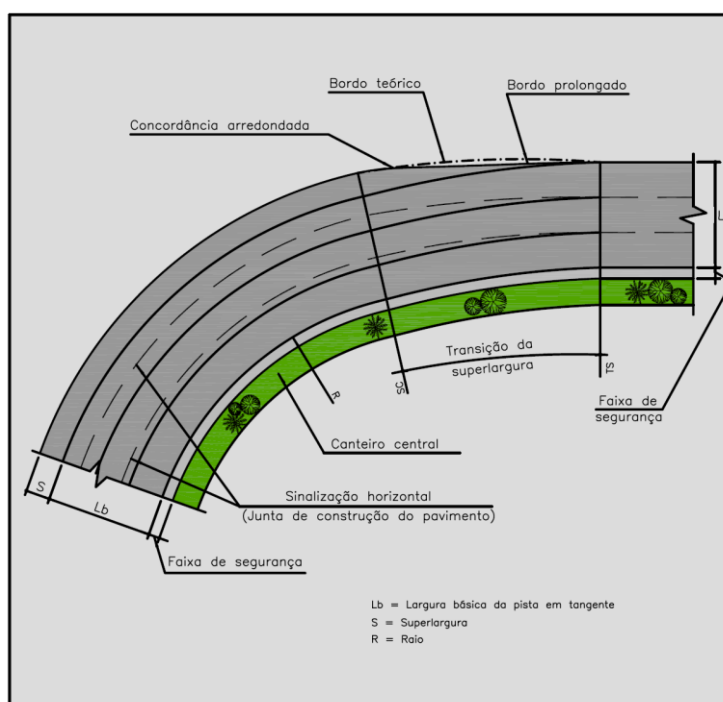 Bordo teórico
Bordo prolongado
Concordância arredondada
L
Transição da
superlargura
SC
TS
R
Faixa de
segurança
Canteiro central
Sinalização horizontal
(Junta de construção do pavimento)
S
Lb
Faixa de segurança
Lb = Largura básica da pista em tangente
S = Superlargura
R = Raio